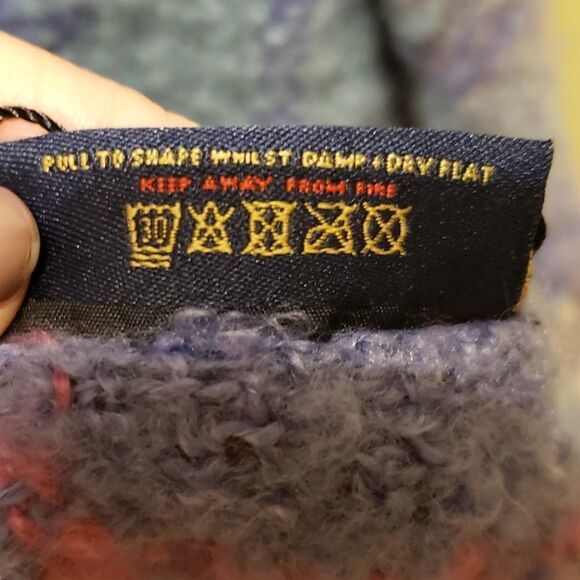 PULL TO SHAPE WHILST DAMP + DRY FLAT
KEEP AWAY FROM FIRE
30